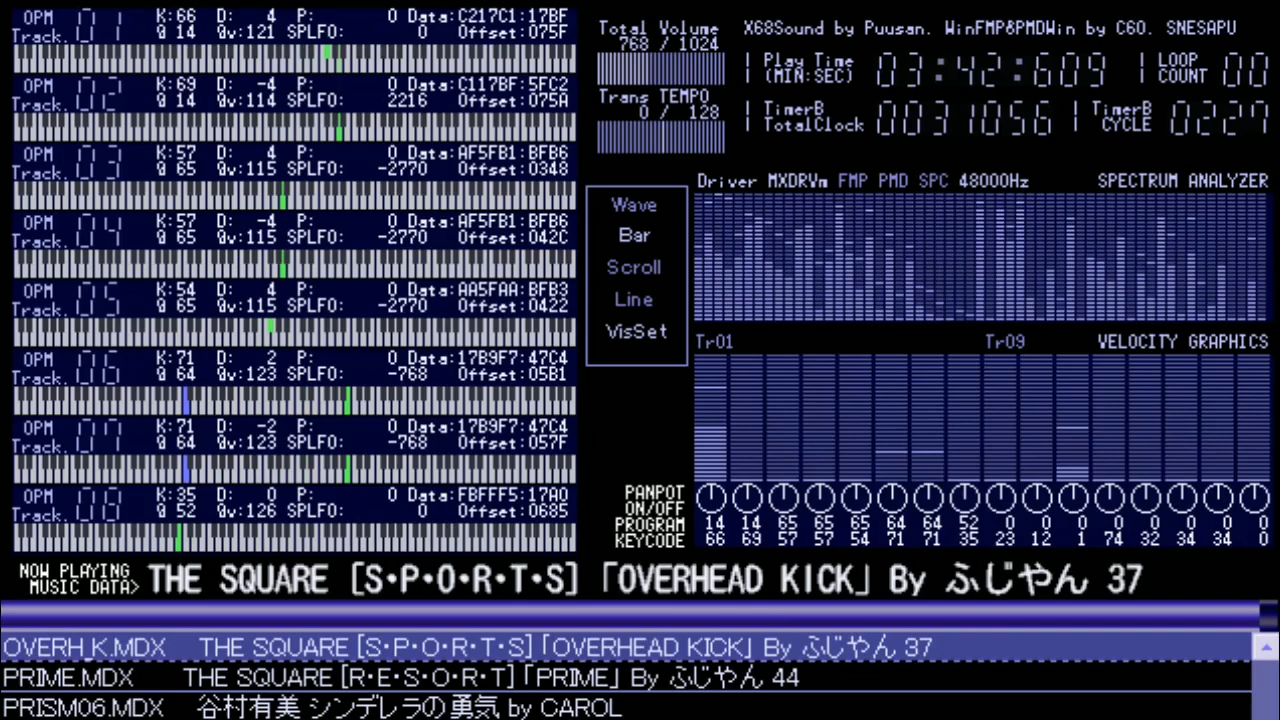 OPM K:66 D: 4 P: 0 Data:C217C1:17BF
Track.01 @ 14 @v:121 SPLFO: 0 Offset:075F
OPM K:69 D: -4 P: 0 Data:C117BF:5FC2
Track.02 @ 14 @v:114 SPLFO: 2216 Offset:075A
OPM K:57 D: 4 P: 0 Data:AF5FB1:BFB6
Track.03 @ 65 @v:115 SPLFO: -2770 Offset:0348
OPM K:57 D: -4 P: 0 Data:AF5FB1:BFB6
Track.04 @ 65 @v:115 SPLFO: -2770 Offset:042C
OPM K:54 D: 4 P: 0 Data:AA5FAA:BFB3
Track.05 @ 65 @v:115 SPLFO: -2770 Offset:0422
OPM K:71 D: 2 P: 0 Data:17B9F7:47C4
Track.06 @ 64 @v:123 SPLFO: -768 Offset:05B1
OPM K:71 D: -2 P: 0 Data:17B9F7:47C4
Track.07 @ 64 @v:123 SPLFO: -768 Offset:057F
OPM K:35 D: 0 P: 0 Data:FBFFF5:17A0
Track.08 @ 52 @v:126 SPLFO: 0 Offset:0685
Total Volume
768 / 1024
Trans TEMPO
0 / 128
X68Sound by Puusan. WinFMP&PMDWin by C60. SNESAPU
Play Time (MIN:SEC) 03:42:609 LOOP COUNT 00
TimerB TotalClock 0031056 TimerB CYCLE 0227
Wave
Bar
Scroll
Line
VisSet
Driver MXDRVm FMP PMD SPC 48000Hz SPECTRUM ANALYZER
Tr01 Tr09 VELOCITY GRAPHICS
PANPOT
ON/OFF
PROGRAM 14 14 65 65 65 64 64 52 0 0 0 0 0 0 0 0
KEYCODE 66 69 57 57 54 71 71 35 23 12 1 74 32 34 34 0
NOW PLAYING
MUSIC DATA> THE SQUARE [S・P・O・R・T・S] 「OVERHEAD KICK」 By ふじやん 37
OVERH_K.MDX THE SQUARE [S・P・O・R・T・S] 「OVERHEAD KICK」 By ふじやん 37
PRIME.MDX THE SQUARE [R・E・S・O・R・T] 「PRIME」 By ふじやん 44
PRISM06.MDX 谷村有美 シンデレラの勇気 by CAROL